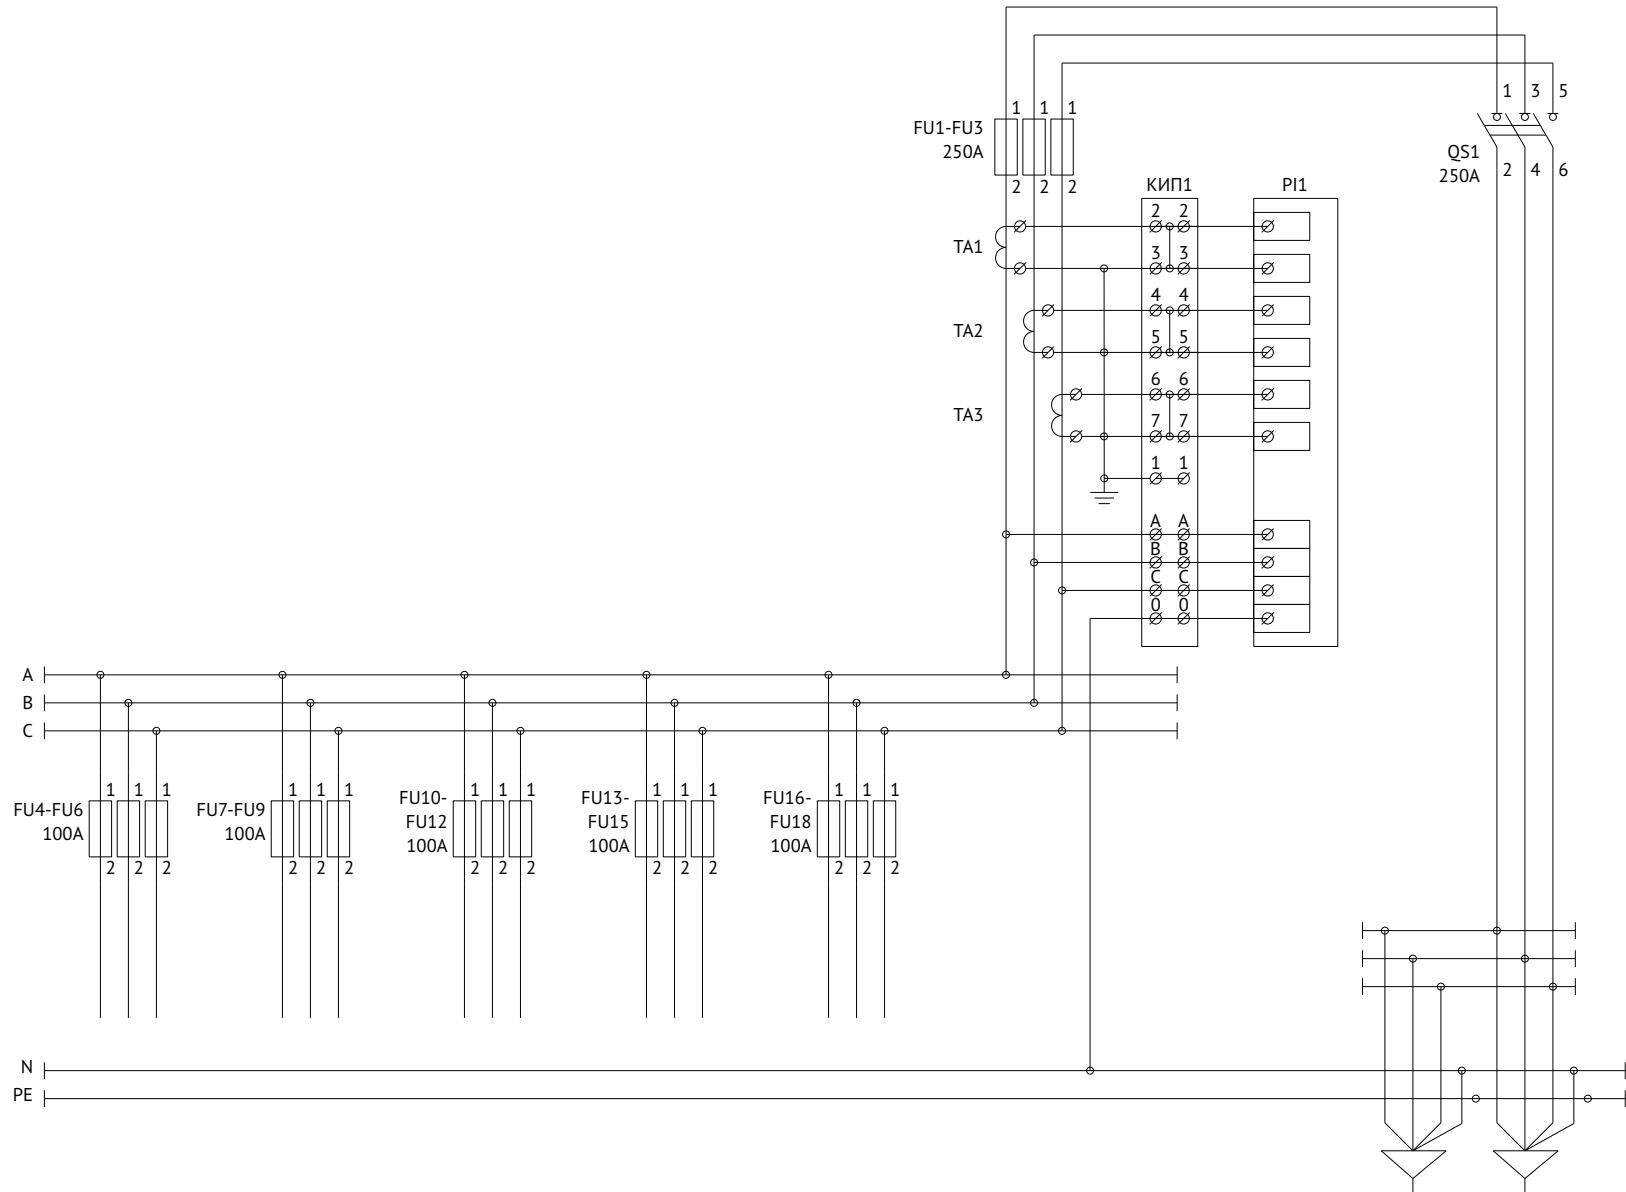 1 3 5
FU1-FU3
250A
1 1 1
2 2 2
QS1
250A
2 4 6
КИП1
PI1
TA1
2 2
3 3
TA2
4 4
5 5
TA3
6 6
7 7
1 1
A A
B B
C C
0 0
A
B
C
FU4-FU6
100A
1 1 1
2 2 2
FU7-FU9
100A
1 1 1
2 2 2
FU10-
FU12
100A
1 1 1
2 2 2
FU13-
FU15
100A
1 1 1
2 2 2
FU16-
FU18
100A
1 1 1
2 2 2
N
PE